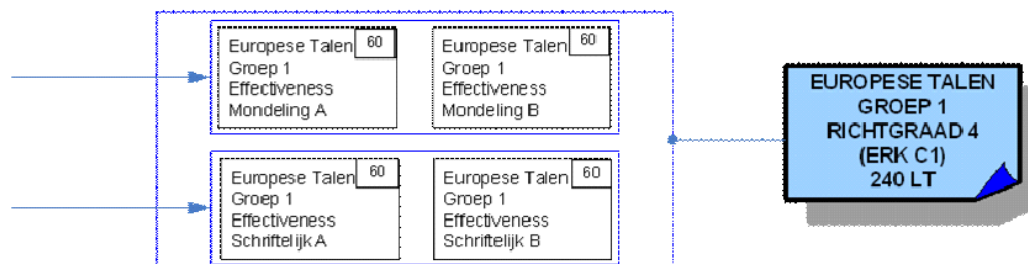 Europese Talen 60
Groep 1
Effectiveness
Mondeling A
Europese Talen 60
Groep 1
Effectiveness
Mondeling B
Europese Talen 60
Groep 1
Effectiveness
Schriftelijk A
Europese Talen 60
Groep 1
Effectiveness
Schriftelijk B
EUROPESE TALEN
GROEP 1
RICHTGRAAD 4
(ERK C1)
240 LT